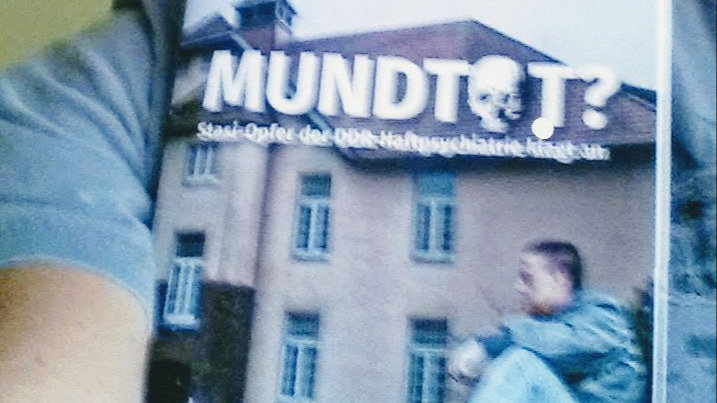 MUNDTOT?
Stasi-Opfer der DDR-Haftpsychiatrie klagt an.